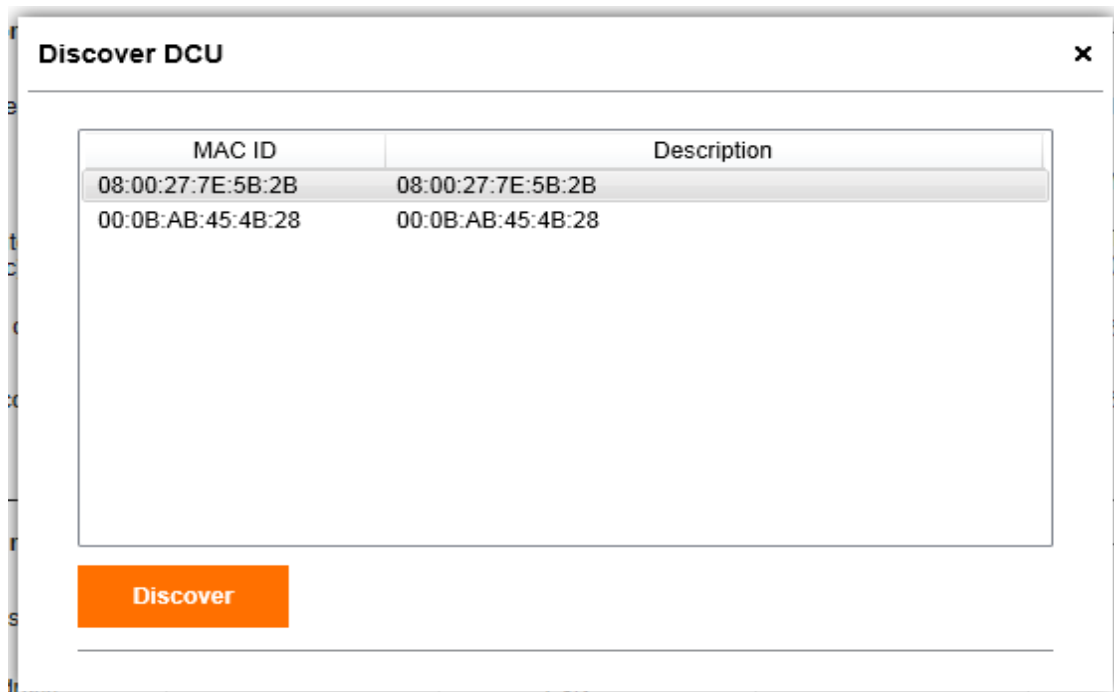 Discover DCU
MAC ID Description
08:00:27:7E:5B:2B 08:00:27:7E:5B:2B
00:0B:AB:45:4B:28 00:0B:AB:45:4B:28
Discover